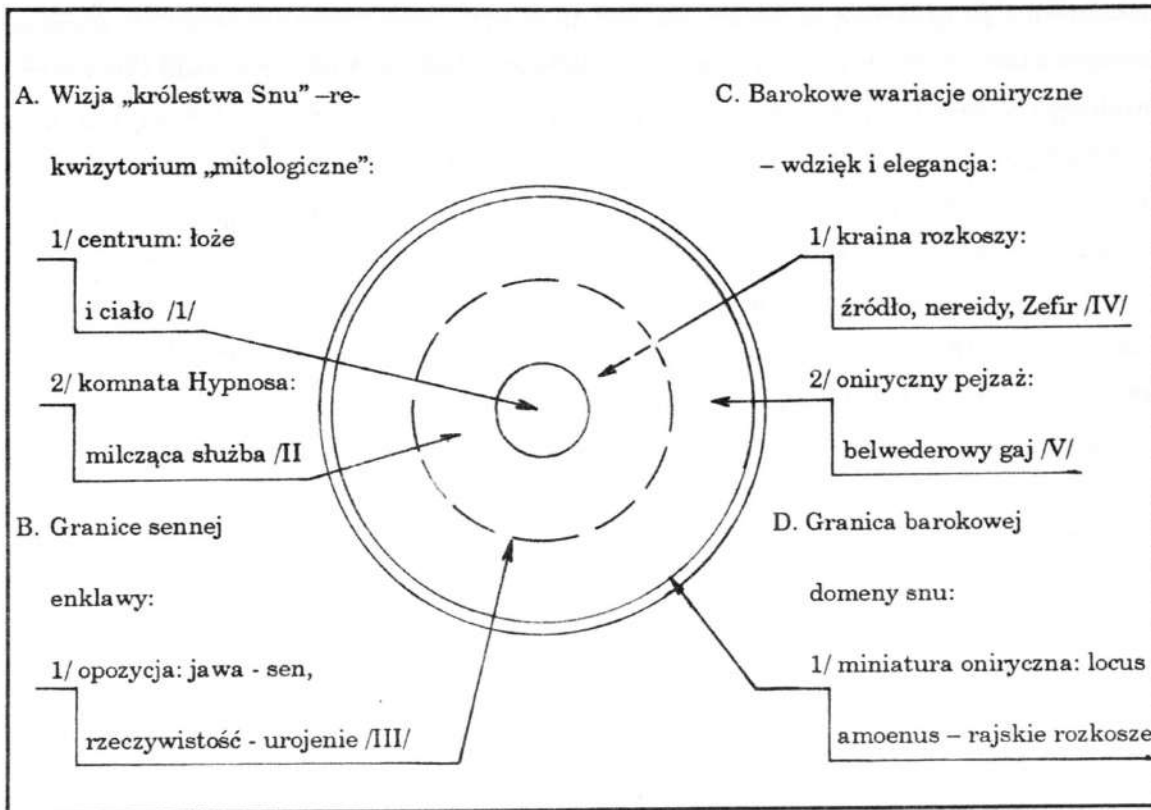 A. Wizja „królestwa Snu” –re-
kwizytorium „mitologiczne”:
1/ centrum: łoże
i ciało /1/
2/ komnata Hypnosa:
milcząca służba /II
B. Granice sennej
enklawy:
1/ opozycja: jawa - sen,
rzeczywistość - urojenie /III/
C. Barokowe wariacje oniryczne
– wdzięk i elegancja:
1/ kraina rozkoszy:
źródło, nereidy, Zefir /IV/
2/ oniryczny pejzaż:
belwederowy gaj /V/
D. Granica barokowej
domeny snu:
1/ miniatura oniryczna: locus
amoenus – rajskie rozkosze